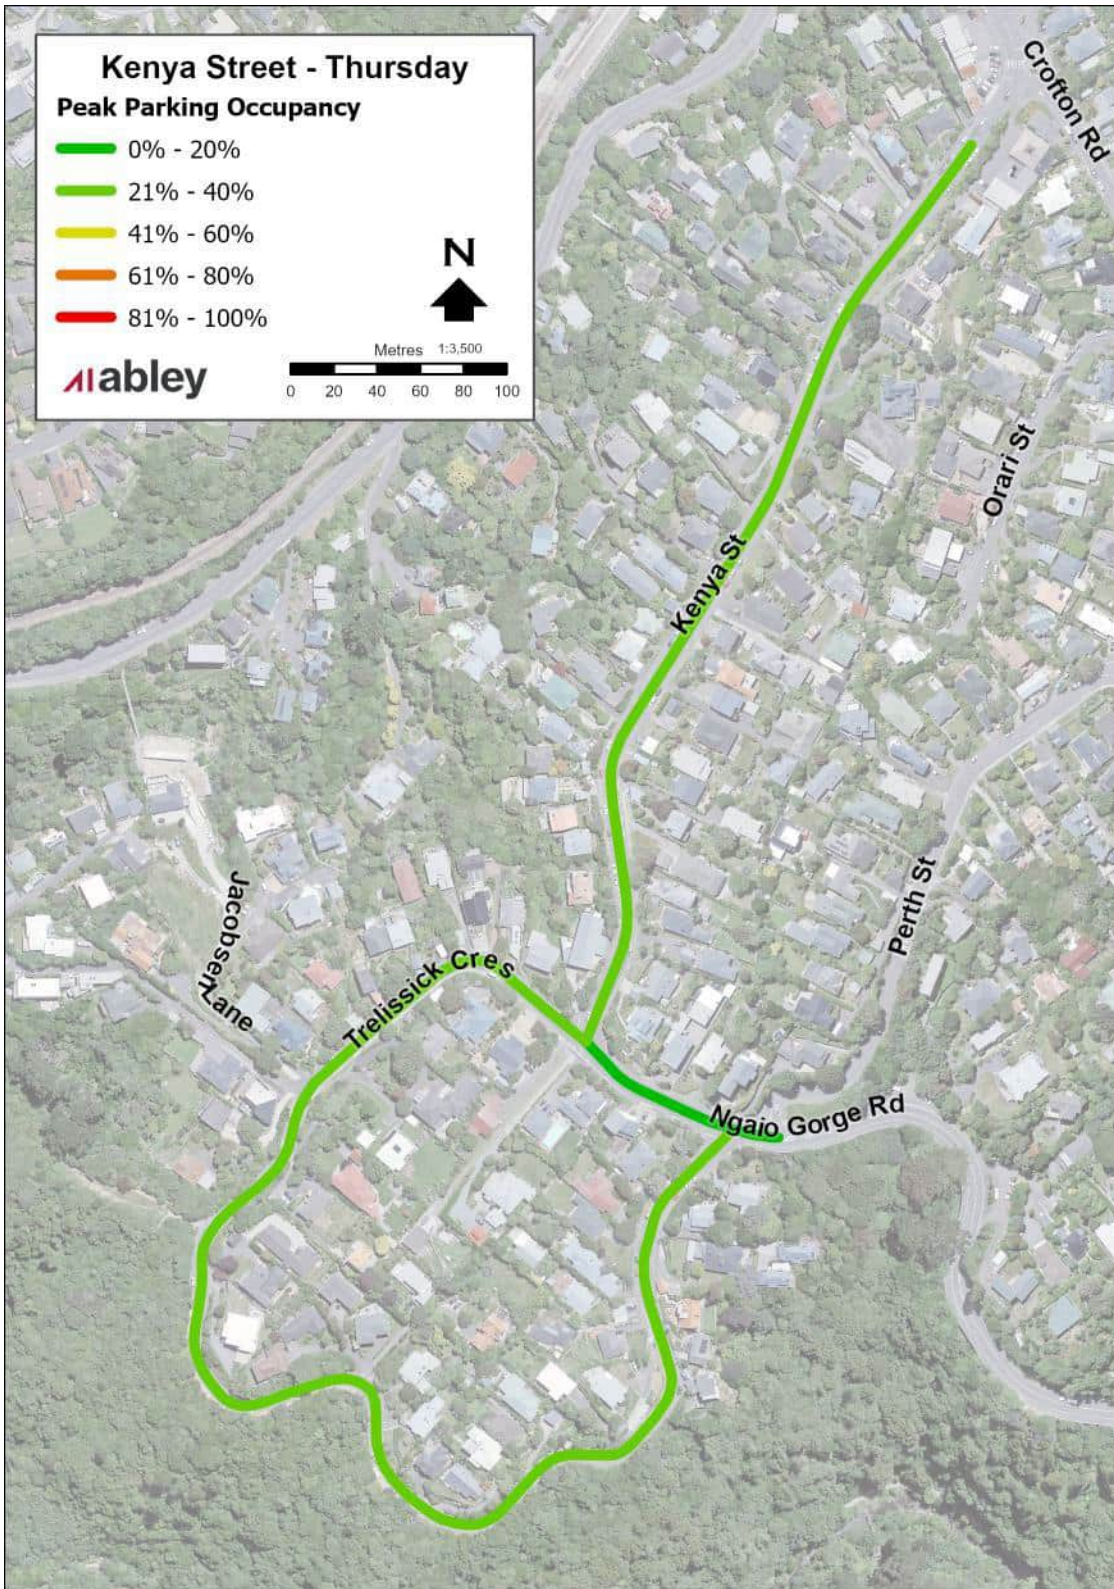 Kenya Street - Thursday
Peak Parking Occupancy
0% - 20%
21% - 40%
41% - 60%
61% - 80%
81% - 100%
N
Metres 1:3,500
0 20 40 60 80 100
abley
Crofton Rd
Orari St
Kenya St
Perth St
Jacobsen Lane
Trelissick Cres
Ngaio Gorge Rd